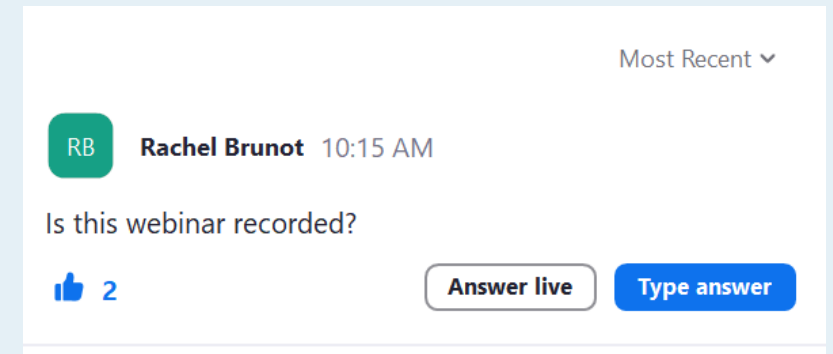 Most Recent
RB Rachel Brunot 10:15 AM
Is this webinar recorded?
2 Answer live Type answer